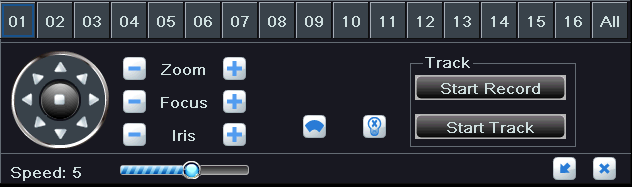 01 02 03 04 05 06 07 08 09 10 11 12 13 14 15 16 All
Track
Zoom
Start Record
Focus
Start Track
Iris
Speed: 5